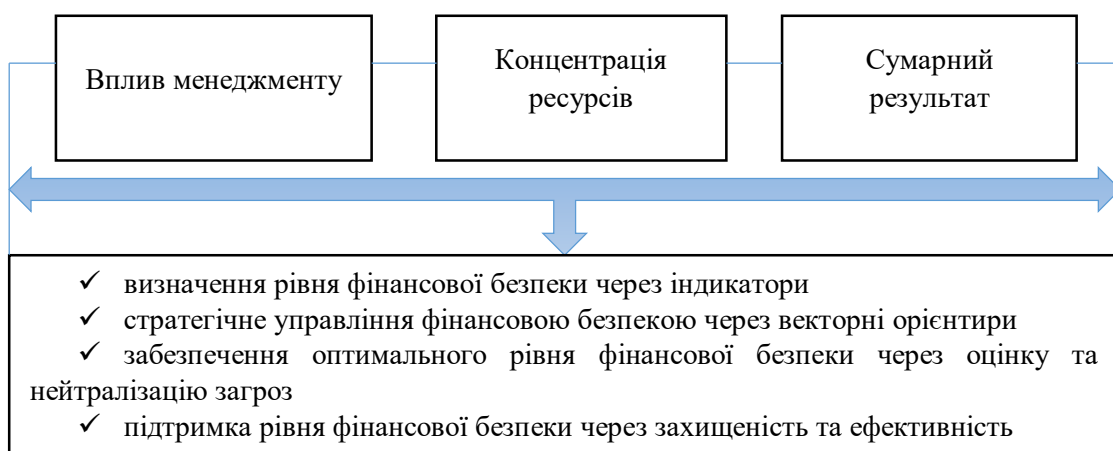 Вплив менеджменту
Концентрація
ресурсів
Сумарний
результат
✓ визначення рівня фінансової безпеки через індикатори
✓ стратегічне управління фінансовою безпекою через векторні орієнтири
✓ забезпечення оптимального рівня фінансової безпеки через оцінку та
нейтралізацію загроз
✓ підтримка рівня фінансової безпеки через захищеність та ефективність